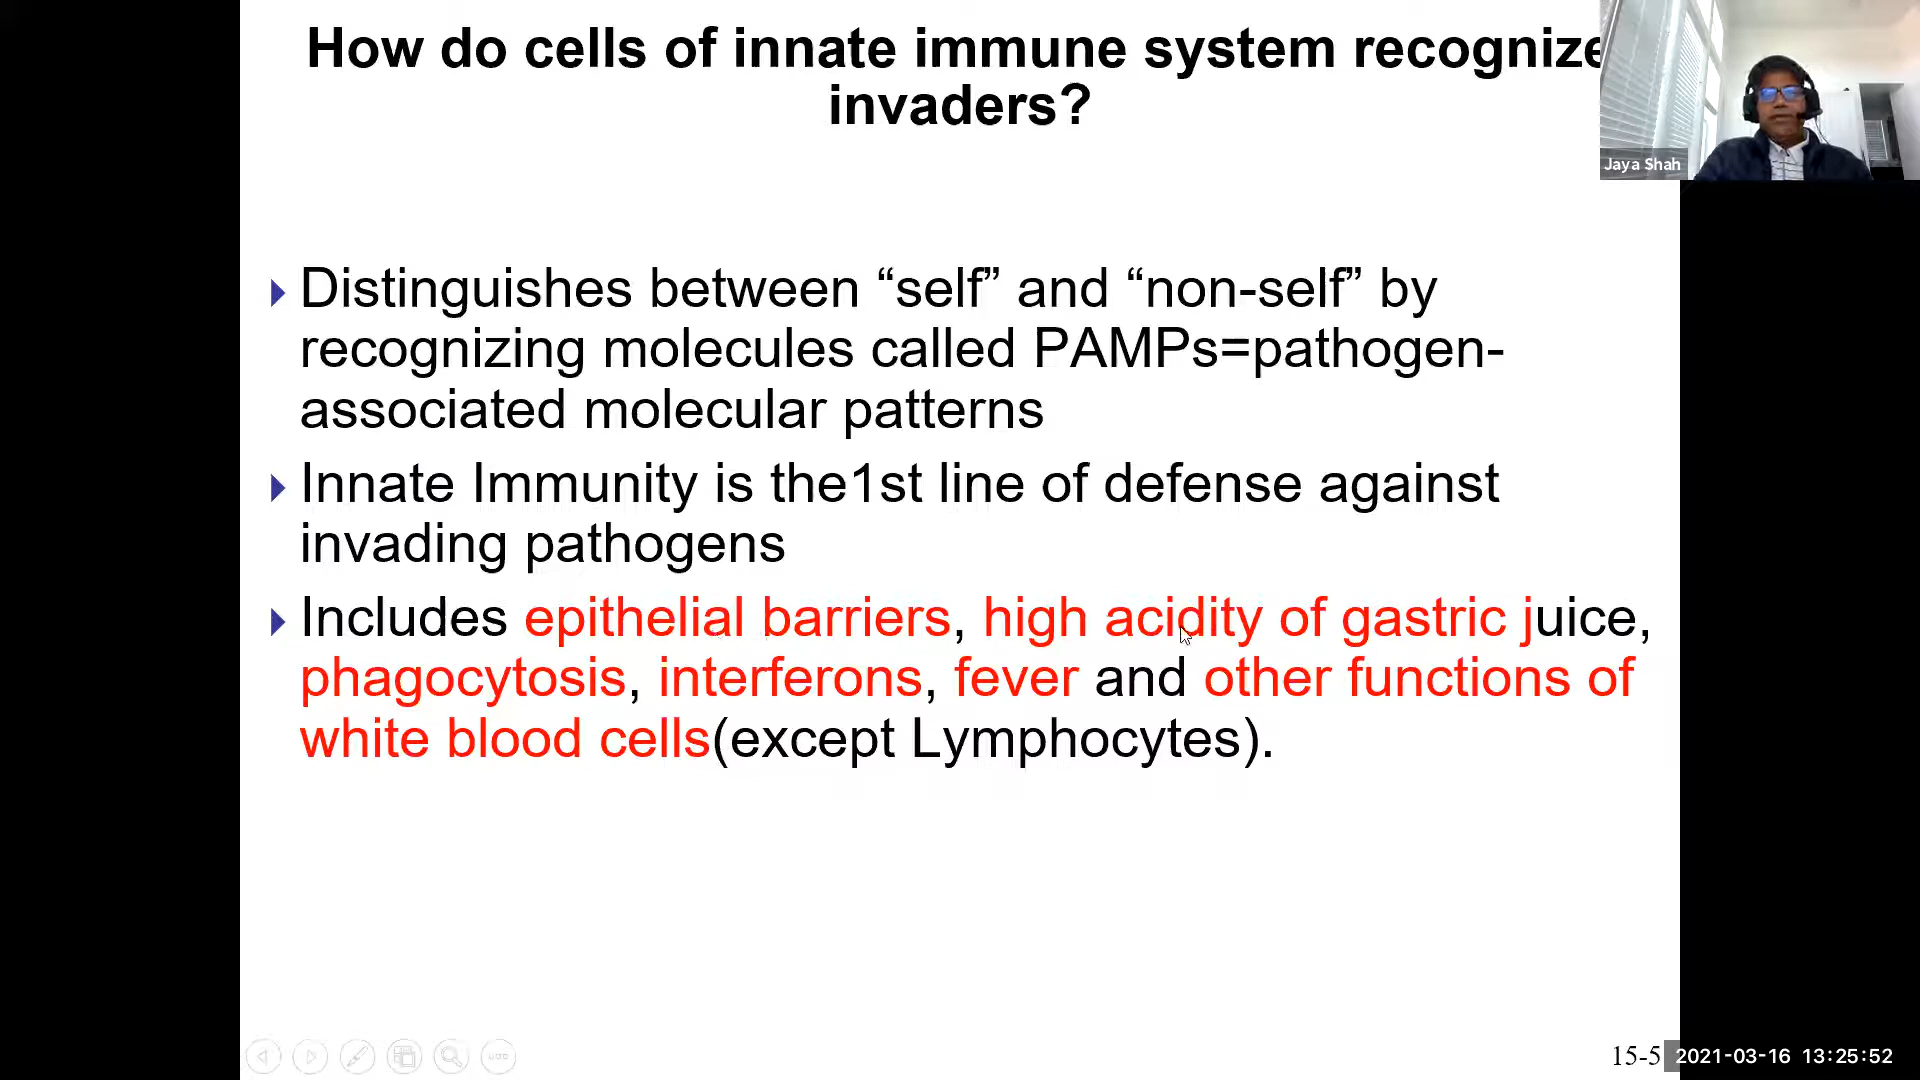 How do cells of innate immune system recognize
invaders?
Jaya Shah
Distinguishes between “self” and “non-self” by
recognizing molecules called PAMPs=pathogen-
associated molecular patterns
Innate Immunity is the1st line of defense against
invading pathogens
Includes epithelial barriers, high acidity of gastric juice,
phagocytosis, interferons, fever and other functions of
white blood cells(except Lymphocytes).
15-5
2021-03-16 13:25:52